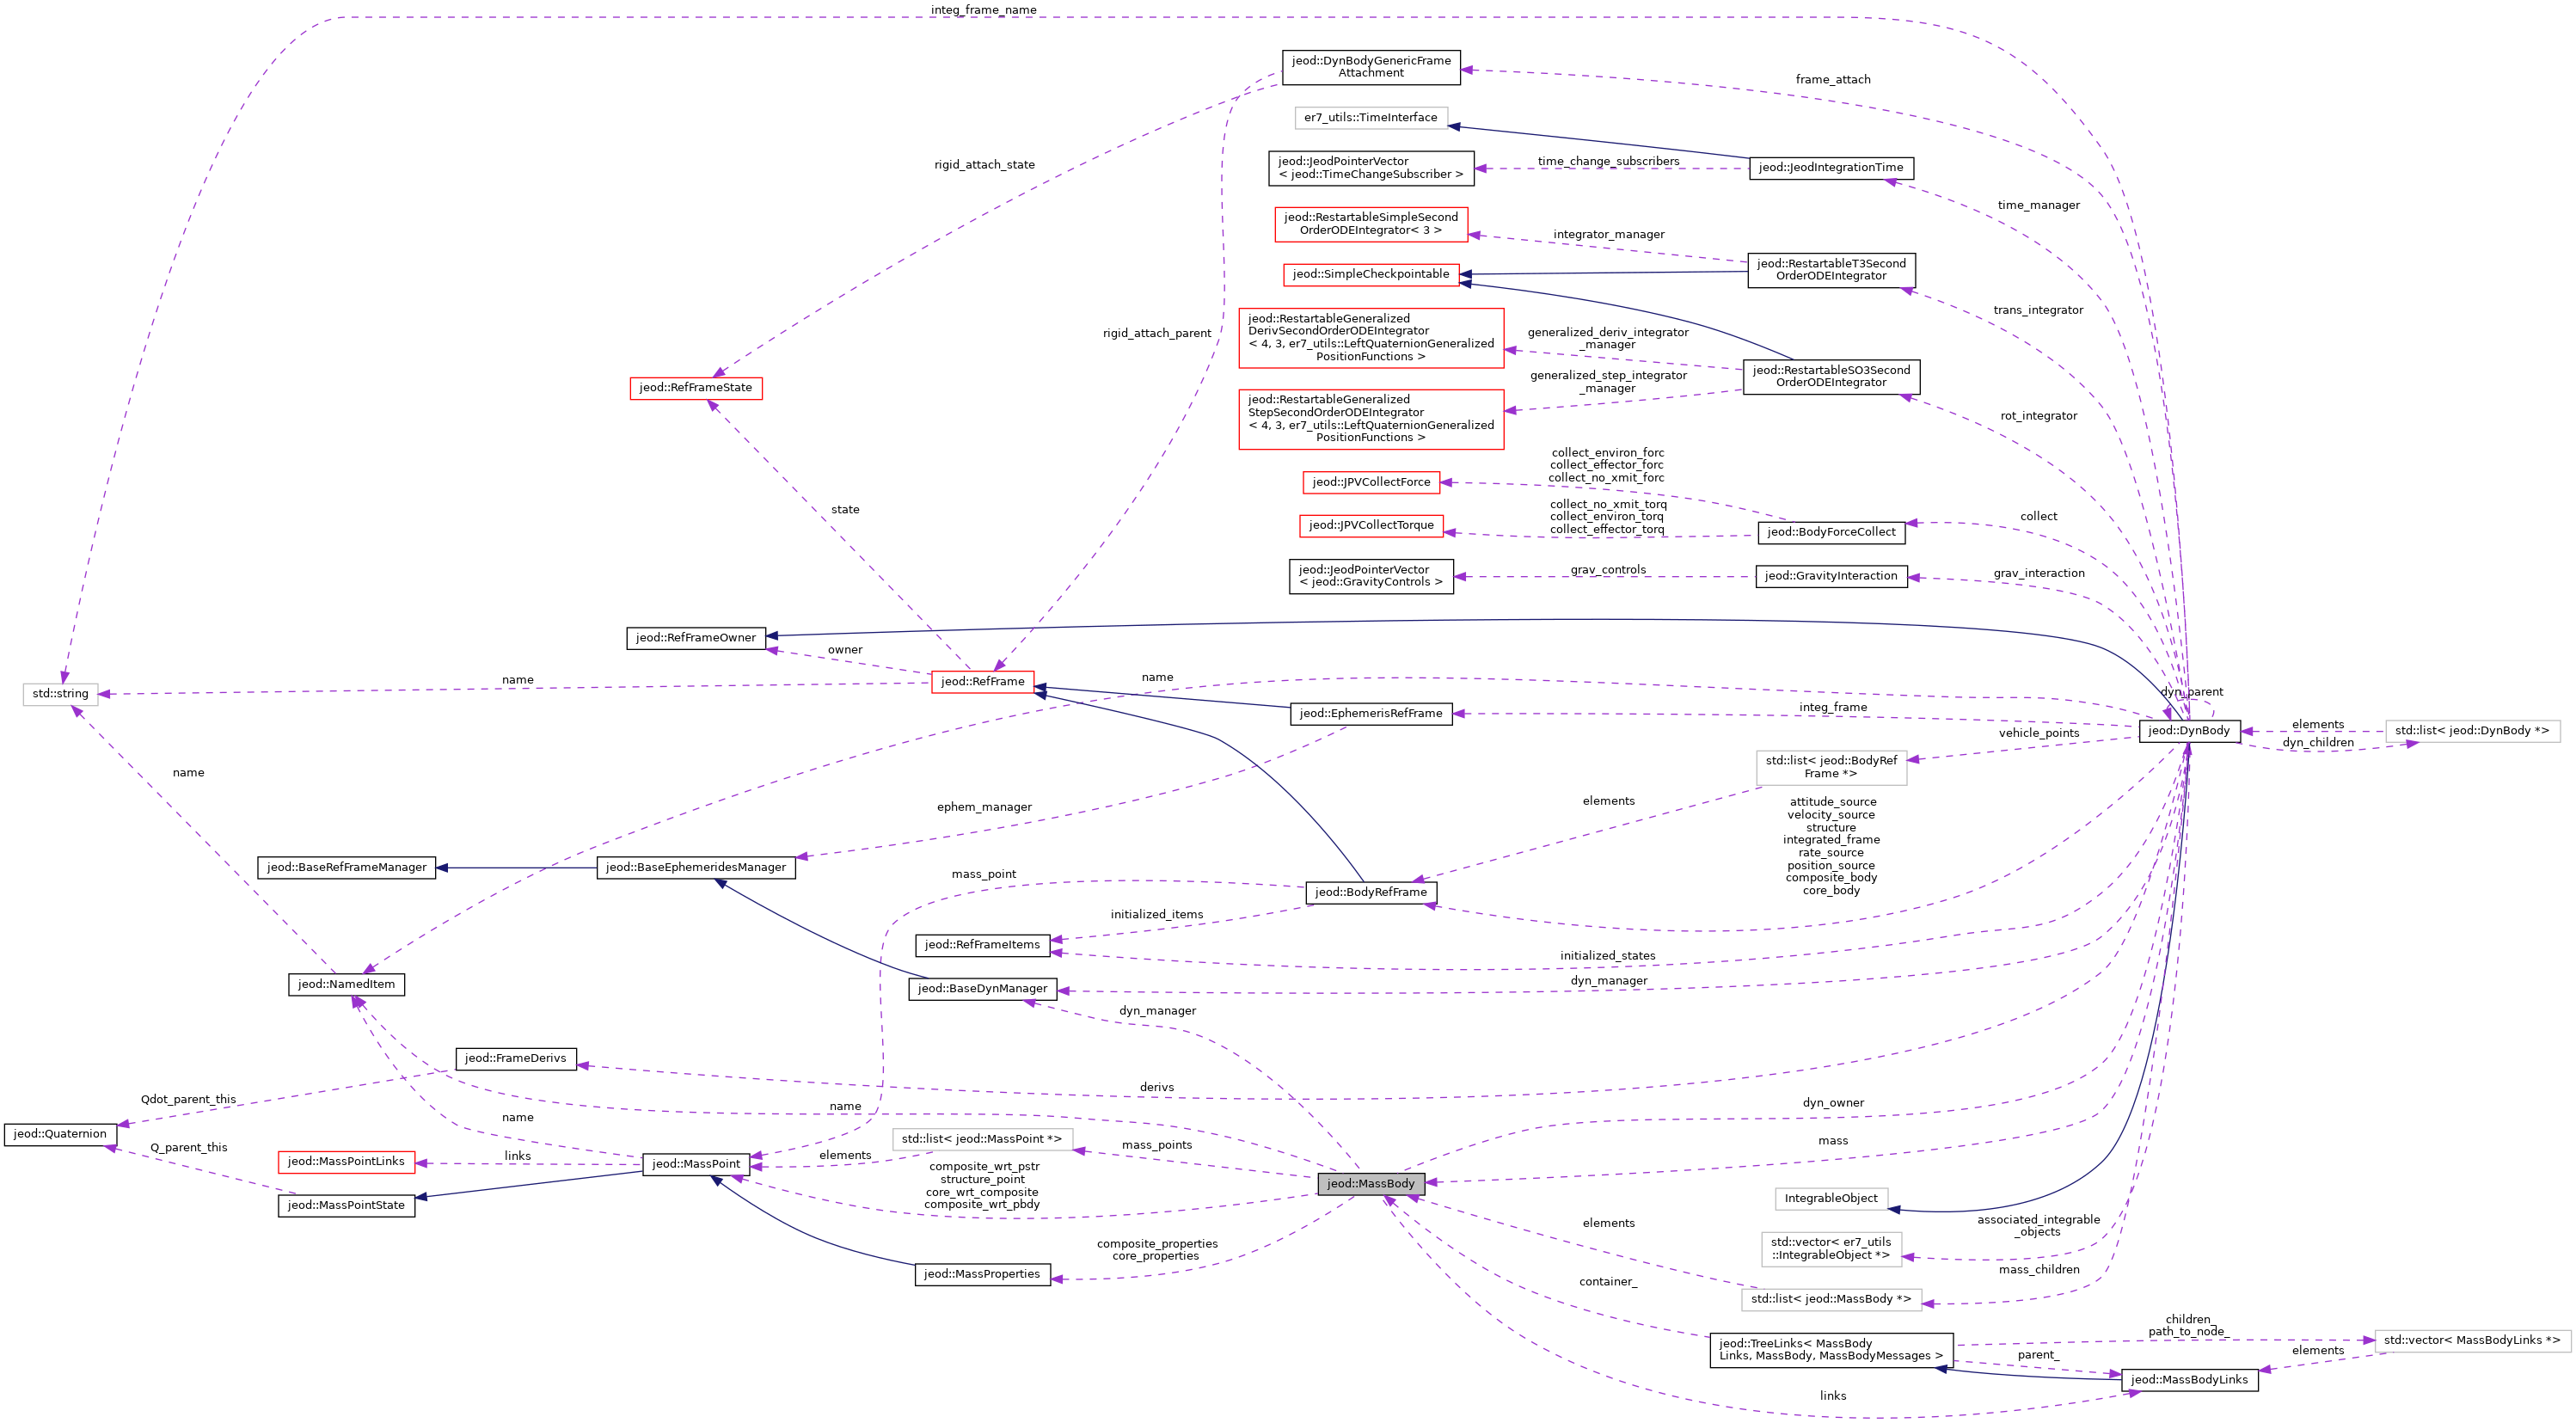 integ_frame_name
jeod::DynBodyGenericFrame
Attachment
frame_attach
er7_utils::TimeInterface
jeod::JeodPointerVector
< jeod::TimeChangeSubscriber >
time_change_subscribers
jeod::JeodIntegrationTime
rigid_attach_state
time_manager
jeod::RestartableSimpleSecond
OrderODEIntegrator< 3 >
integrator_manager
jeod::SimpleCheckpointable
jeod::RestartableT3Second
OrderODEIntegrator
trans_integrator
jeod::RestartableGeneralized
DerivSecondOrderODEIntegrator
< 4, 3, er7_utils::LeftQuaternionGeneralized
PositionFunctions >
generalized_deriv_integrator
_manager
rigid_attach_parent
jeod::RestartableSO3Second
OrderODEIntegrator
generalized_step_integrator
_manager
jeod::RefFrameState
jeod::RestartableGeneralized
StepSecondOrderODEIntegrator
< 4, 3, er7_utils::LeftQuaternionGeneralized
PositionFunctions >
rot_integrator
collect_environ_forc
collect_effector_forc
collect_no_xmit_forc
jeod::JPVCollectForce
state
collect_no_xmit_torq
collect_environ_torq
collect_effector_torq
jeod::JPVCollectTorque
jeod::BodyForceCollect
collect
jeod::JeodPointerVector
< jeod::GravityControls >
grav_controls
jeod::GravityInteraction
grav_interaction
jeod::RefFrameOwner
owner
std::string
name
jeod::RefFrame
name
dyn_parent
jeod::EphemerisRefFrame
integ_frame
jeod::DynBody
elements
dyn_children
std::list< jeod::DynBody *>
vehicle_points
name
std::list< jeod::BodyRef
Frame *>
ephem_manager
elements
attitude_source
velocity_source
structure
integrated_frame
rate_source
position_source
composite_body
core_body
jeod::BaseRefFrameManager
jeod::BaseEphemeridesManager
mass_point
jeod::BodyRefFrame
initialized_items
jeod::RefFrameItems
initialized_states
jeod::NamedItem
jeod::BaseDynManager
dyn_manager
dyn_manager
jeod::FrameDerivs
derivs
Qdot_parent_this
name
dyn_owner
name
jeod::Quaternion
Q_parent_this
std::list< jeod::MassPoint *>
mass_points
mass
jeod::MassPointLinks
links
jeod::MassPoint
elements
composite_wrt_pstr
structure_point
core_wrt_composite
composite_wrt_pbdy
jeod::MassBody
jeod::MassPointState
IntegrableObject
elements
associated_integrable
_objects
composite_properties
core_properties
std::vector< er7_utils
::IntegrableObject *>
jeod::MassProperties
container_
mass_children
std::list< jeod::MassBody *>
children_
path_to_node_
jeod::TreeLinks< MassBody
Links, MassBody, MassBodyMessages >
std::vector< MassBodyLinks *>
parent_
elements
jeod::MassBodyLinks
links